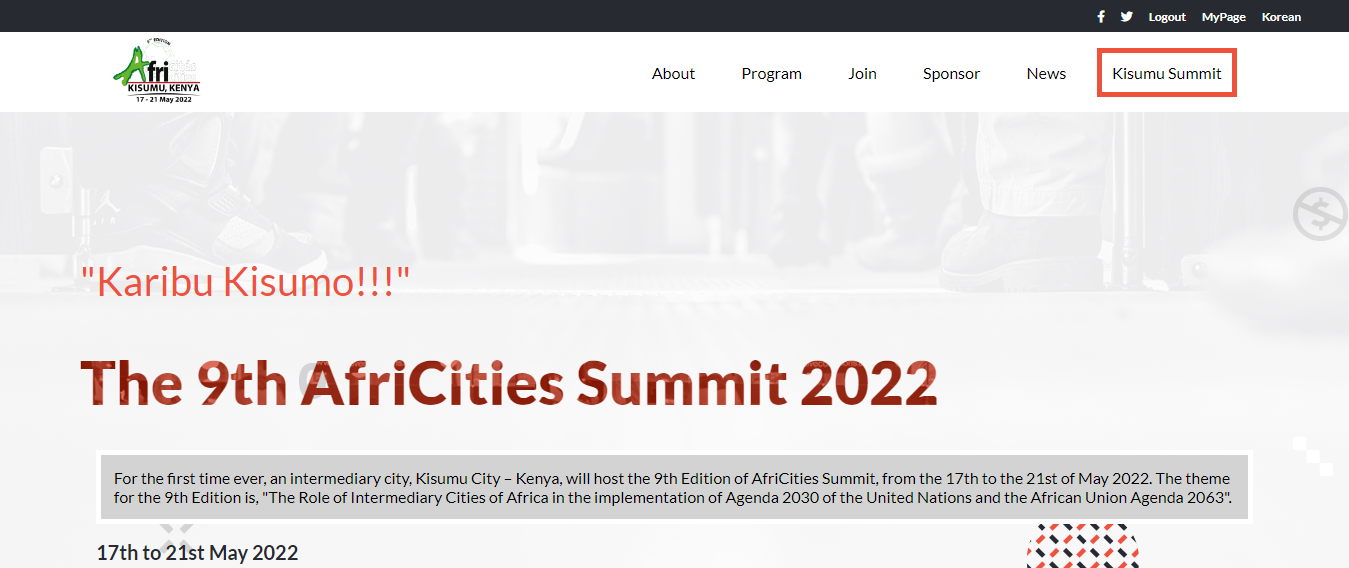 Logout MyPage Korean
9TH EDITION
Afri
KISUMU, KENYA
17 - 21 May 2022
About Program Join Sponsor News Kisumu Summit
"Karibu Kisumo!!!"
The 9th AfriCities Summit 2022
For the first time ever, an intermediary city, Kisumu City – Kenya, will host the 9th Edition of AfriCities Summit, from the 17th to the 21st of May 2022. The theme
for the 9th Edition is, "The Role of Intermediary Cities of Africa in the implementation of Agenda 2030 of the United Nations and the African Union Agenda 2063".
17th to 21st May 2022